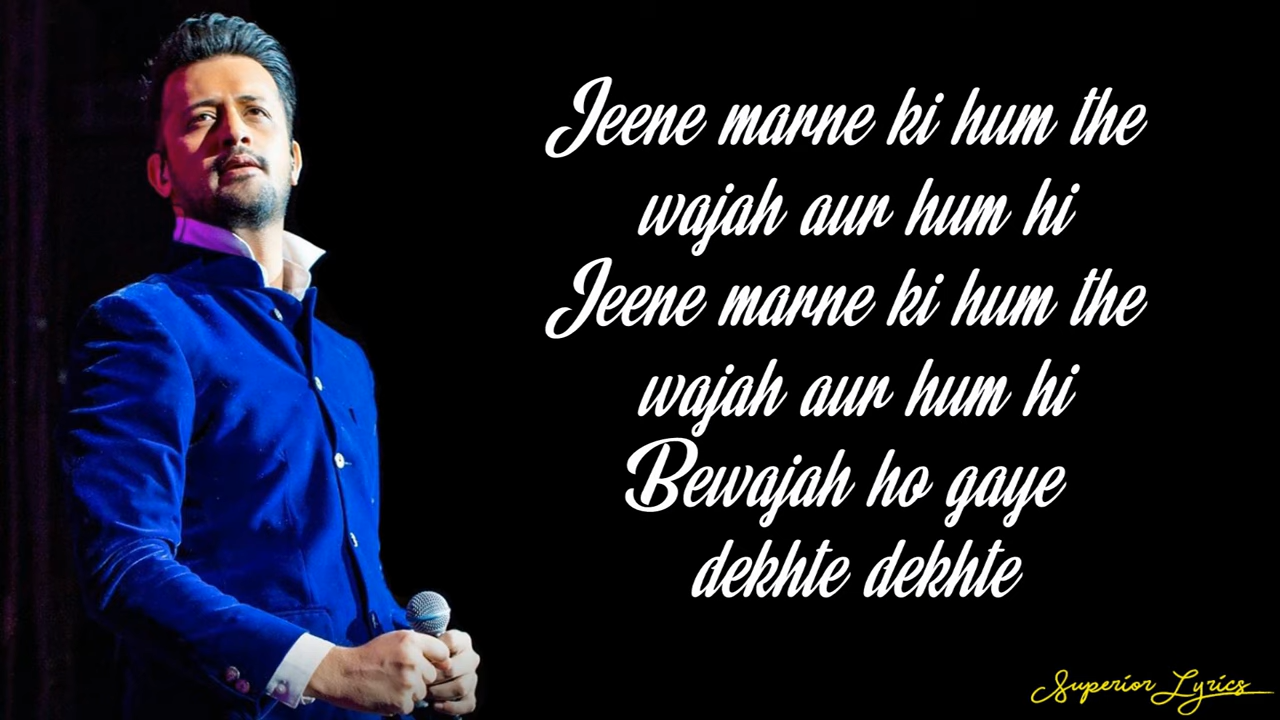 Jeene marne ki hum the
wajah aur hum hi
Jeene marne ki hum the
wajah aur hum hi
Bewajah ho gaye
dekhte dekhte
Superior Lyrics